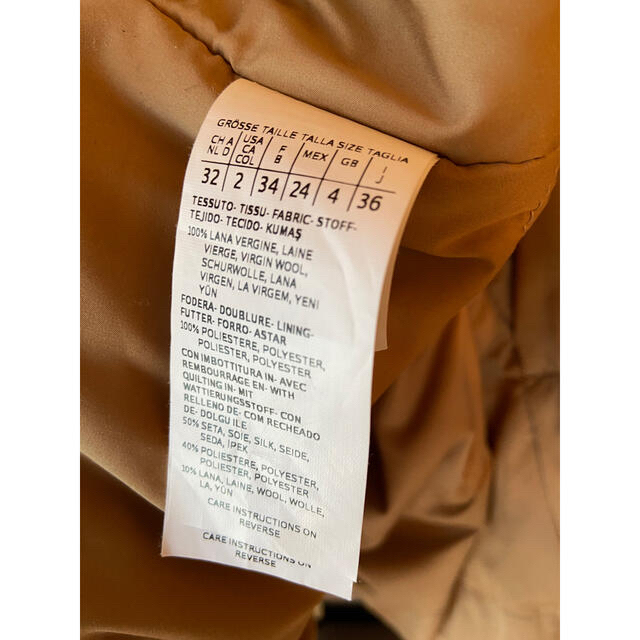 GRÖSSE TAILLE TALLA SIZE TAGLIA
CH A USA F MEX GB I
NL D CA B J
COL
32 2 34 24 4 36
TESSUTO- TISSU- FABRIC- STOFF-
TEJIDO- TECIDO- KUMAŞ
100% LANA VERGINE, LAINE
VIERGE, VIRGIN WOOL,
SCHURWOLLE, LANA
VIRGEN, LA VIRGEM, YENI
YÜN
FODERA- DOUBLURE- LINING-
FUTTER- FORRO- ASTAR
100% POLIESTERE, POLYESTER,
POLIESTER, POLYESTER
CON IMBOTTITURA IN- AVEC
REMBOURRAGE EN- WITH
QUILTING IN- MIT
WATTIERUNGSSTOFF- CON
RELLENO DE- COM RECHEADO
DE- DOLGU ILE
50% SETA, SOIE, SILK, SEIDE,
SEDA, IPEK
40% POLIESTERE, POLYESTER,
POLIESTER, POLYESTER
10% LANA, LAINE, WOOL, WOLLE,
LA, YÜN
CARE INSTRUCTIONS ON
REVERSE
CARE INSTRUCTIONS ON
REVERSE